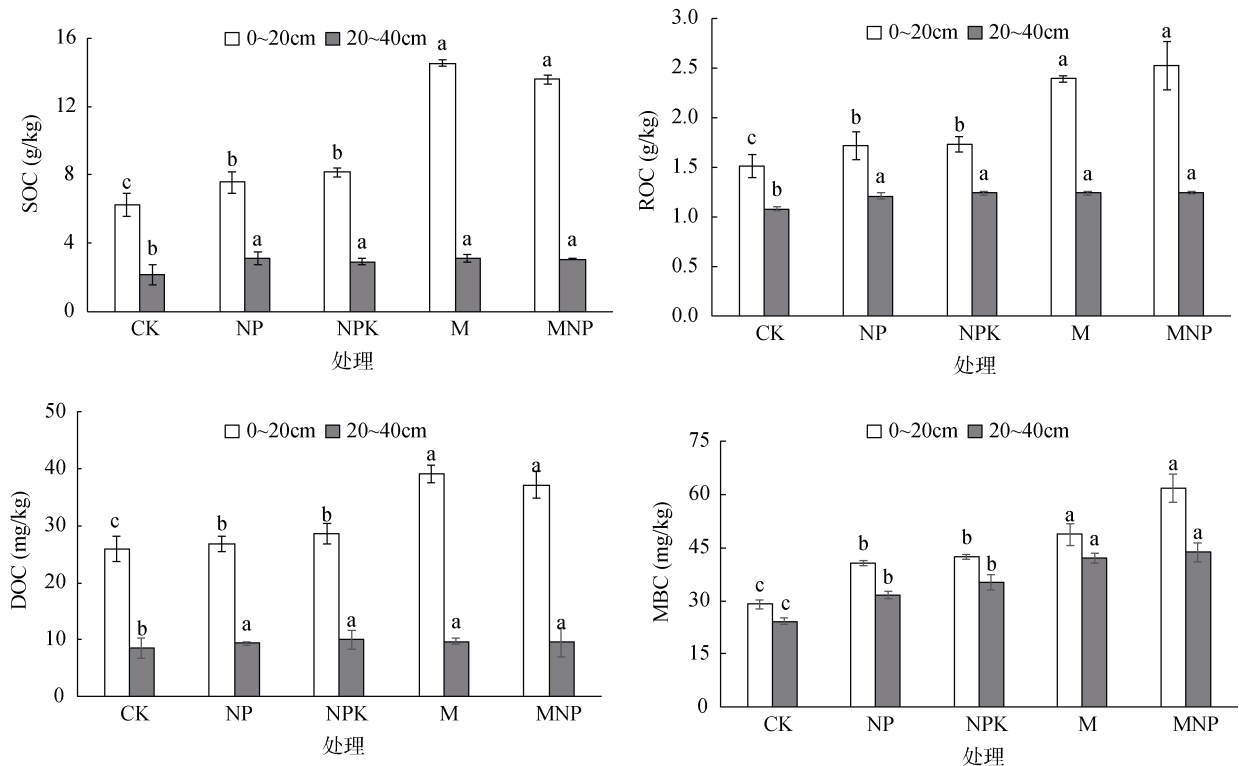 0~20cm 20~40cm
SOC (g/kg)
16
12
8
4
0
c b b a b a a a a a
CK NP NPK M MNP
处理
0~20cm 20~40cm
ROC (g/kg)
3.0
2.5
2.0
1.5
1.0
0.5
0.0
c b b a b a a a a a
CK NP NPK M MNP
处理
0~20cm 20~40cm
DOC (mg/kg)
50
40
30
20
10
0
c b b a b a a a a a
CK NP NPK M MNP
处理
0~20cm 20~40cm
MBC (mg/kg)
75
60
45
30
15
0
c c b b b b a a a a
CK NP NPK M MNP
处理